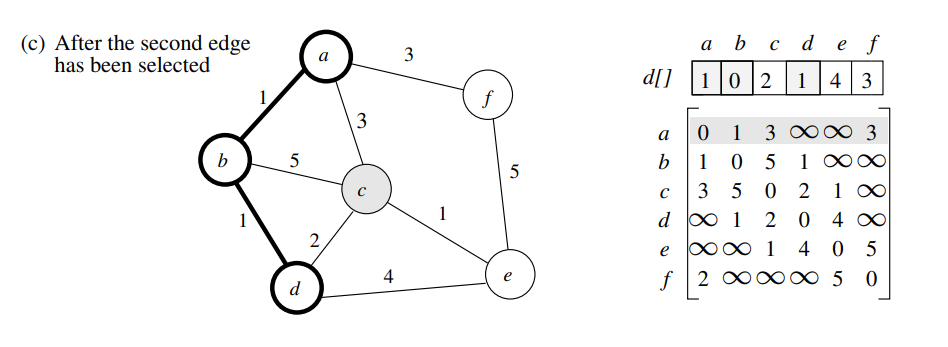 (c) After the second edge
has been selected
a
3
1
f
3
b
5
5
c
1
1
2
4
d
e
a b c d e f
d[] 1 0 2 1 4 3
a 0 1 3 ∞ ∞ 3
b 1 0 5 1 ∞ ∞
c 3 5 0 2 1 ∞
d ∞ 1 2 0 4 ∞
e ∞ ∞ 1 4 0 5
f 2 ∞ ∞ ∞ 5 0